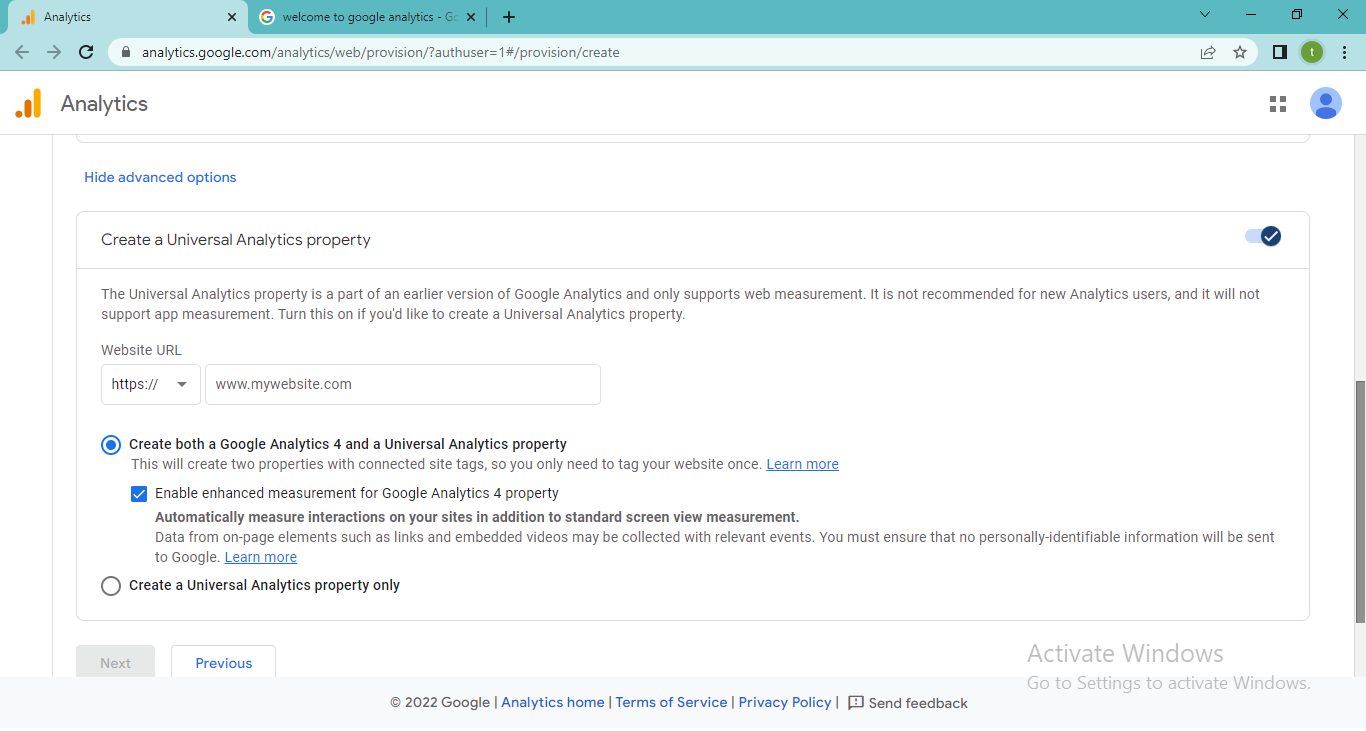 Analytics
welcome to google analytics - Go
analytics.google.com/analytics/web/provision/?authuser=1#/provision/create
t
Analytics
Hide advanced options
Create a Universal Analytics property
The Universal Analytics property is a part of an earlier version of Google Analytics and only supports web measurement. It is not recommended for new Analytics users, and it will not
support app measurement. Turn this on if you'd like to create a Universal Analytics property.
Website URL
https://
www.mywebsite.com
Create both a Google Analytics 4 and a Universal Analytics property
This will create two properties with connected site tags, so you only need to tag your website once. Learn more
Enable enhanced measurement for Google Analytics 4 property
Automatically measure interactions on your sites in addition to standard screen view measurement.
Data from on-page elements such as links and embedded videos may be collected with relevant events. You must ensure that no personally-identifiable information will be sent
to Google. Learn more
Create a Universal Analytics property only
Next
Previous
Activate Windows
Go to Settings to activate Windows.
© 2022 Google | Analytics home | Terms of Service | Privacy Policy | Send feedback